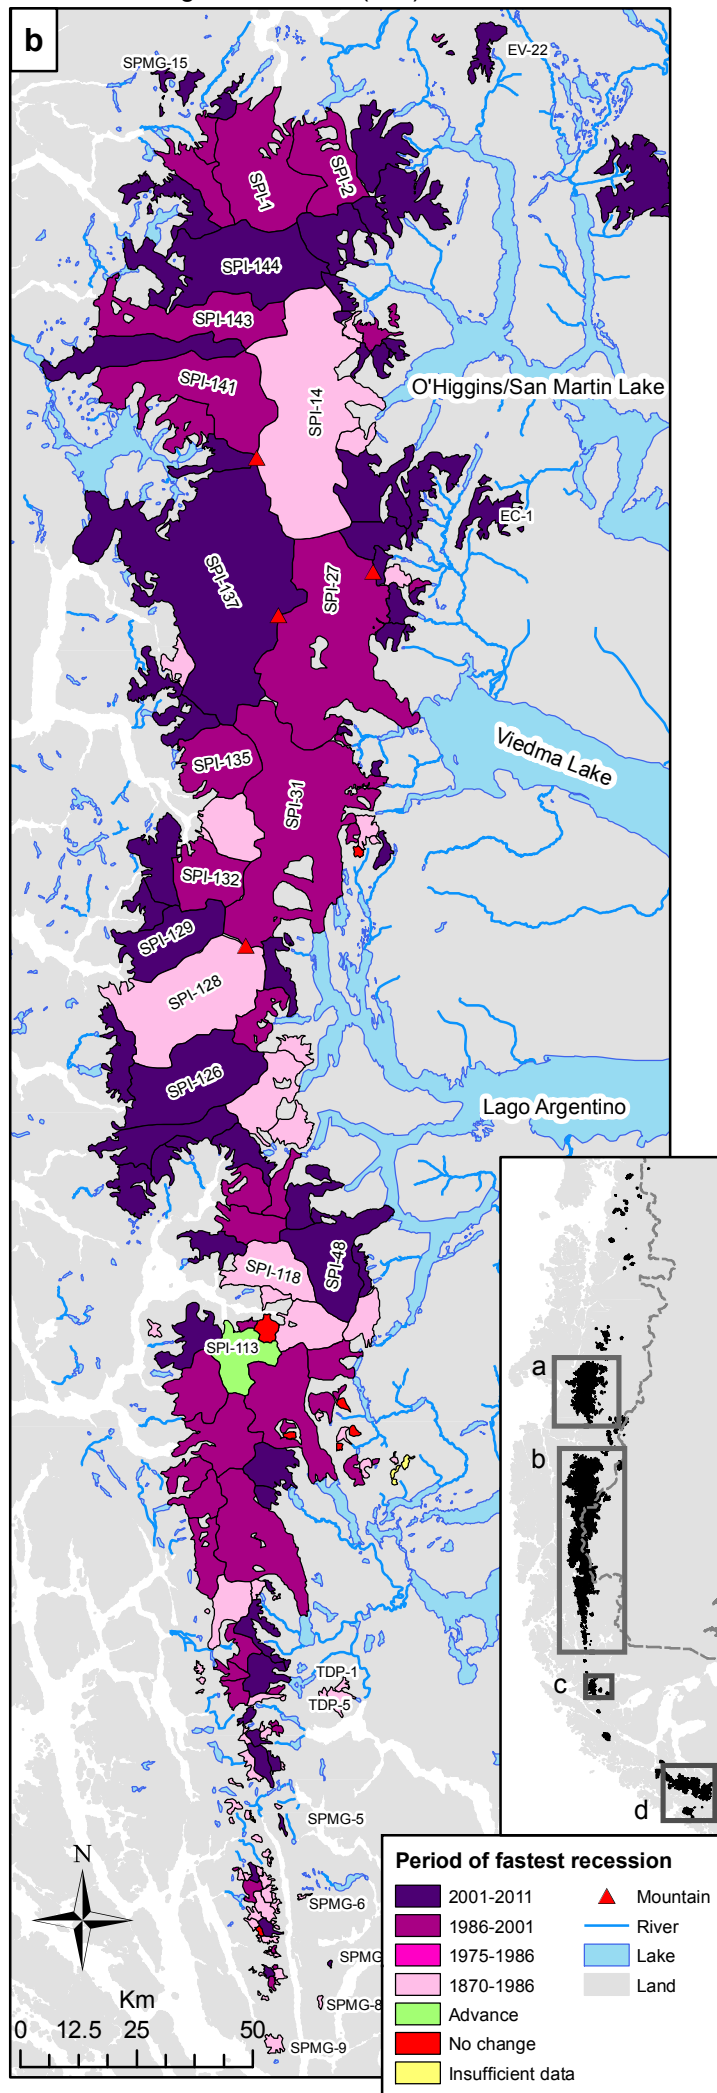 b
SPMG-15
EV-22
SPI-1
SPI-2
SPI-144
SPI-143
SPI-141
SPI-14
O'Higgins/San Martin Lake
EC-1
SPI-137
SPI-27
Viedma Lake
SPI-135
SPI-31
SPI-132
SPI-129
SPI-128
SPI-126
Lago Argentino
SPI-118
SPI-48
SPI-113
a
b
c
d
TDP-1
TDP-5
SPMG-5
SPMG-6
SPMG
SPMG-8
SPMG-9
N
Km
0 12.5 25 50
Period of fastest recession
2001-2011
1986-2001
1975-1986
1870-1986
Advance
No change
Insufficient data
Mountain
River
Lake
Land